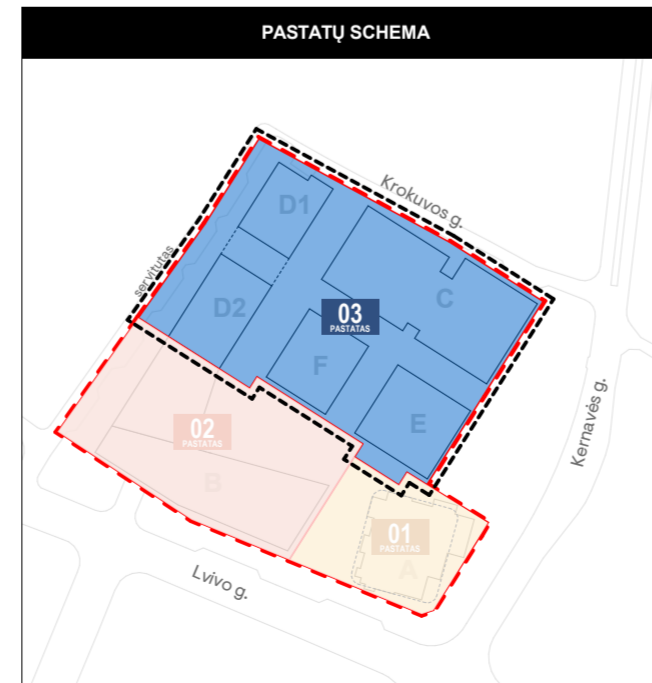 PASTATŲ SCHEMA
Krokuvos g.
D1
servitutas
C
D2
03
PASTATAS
F
Kernavės g.
E
02
PASTATAS
B
01
PASTATAS
A
Lvivo g.